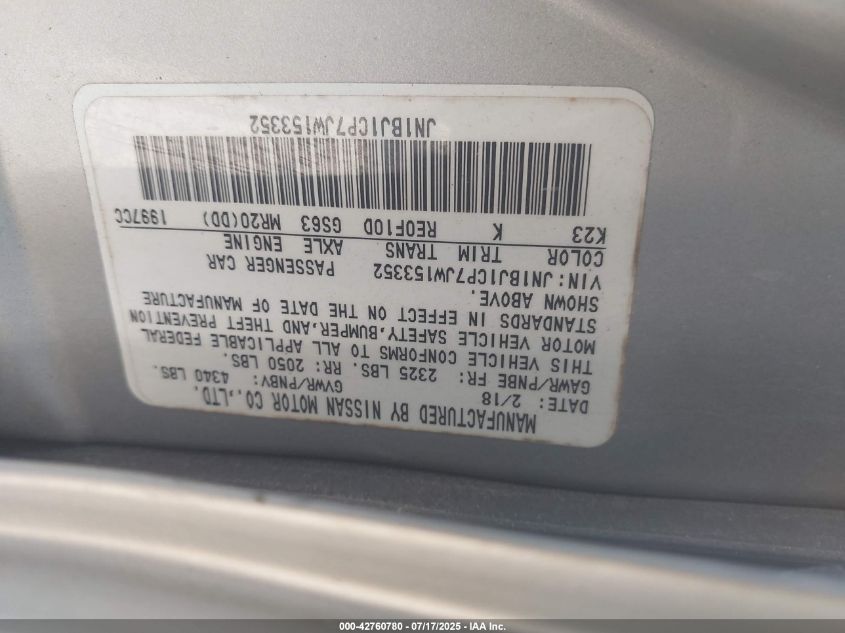 MANUFACTURED BY NISSAN MOTOR CO.,LTD.
DATE: 2/18 GVWR/PNBV: 4340 LBS.
GAWR/PNBE FR: 2325 LBS. RR: 2050 LBS.
THIS VEHICLE CONFORMS TO ALL APPLICABLE FEDERAL
MOTOR VEHICLE SAFETY,BUMPER,AND THEFT PREVENTION
STANDARDS IN EFFECT ON THE DATE OF MANUFACTURE
SHOWN ABOVE.
VIN:JN1BJ1CP7JW153352 PASSENGER CAR
COLOR TRIM TRANS AXLE ENGINE
K23 K RE0F10D GS63 MR20(DD) 1997CC
JN1BJ1CP7JW153352
000-42760780 - 07/17/2025 - IAA Inc.